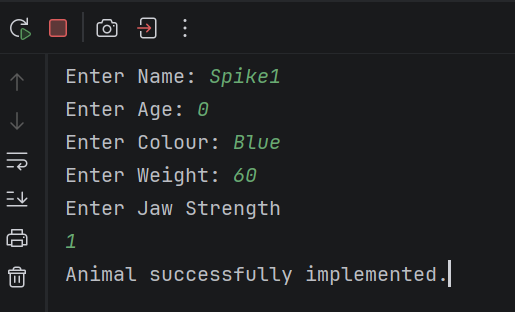 Enter Name: Spike1
Enter Age: 0
Enter Colour: Blue
Enter Weight: 60
Enter Jaw Strength
1
Animal successfully implemented.